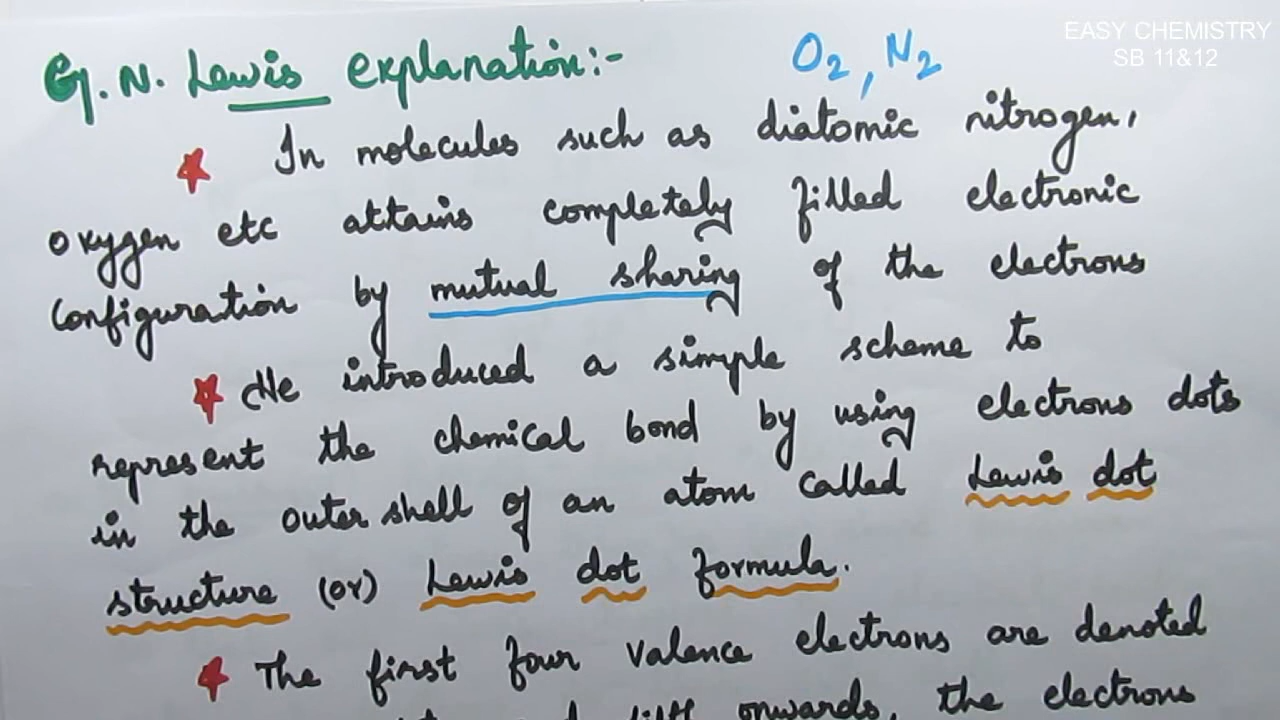 EASY CHEMISTRY
SB 11&12
G. N. Lewis explanation:-
O2, N2
In molecules such as diatomic nitrogen,
oxygen etc attains completely filled electronic
configuration by mutual sharing of the electrons
He introduced a simple scheme to
represent the chemical bond by using electrons dots
in the outer shell of an atom called Lewis dot
structure (or) Lewis dot formula.
The first four valence electrons are denoted
onwards, the electrons